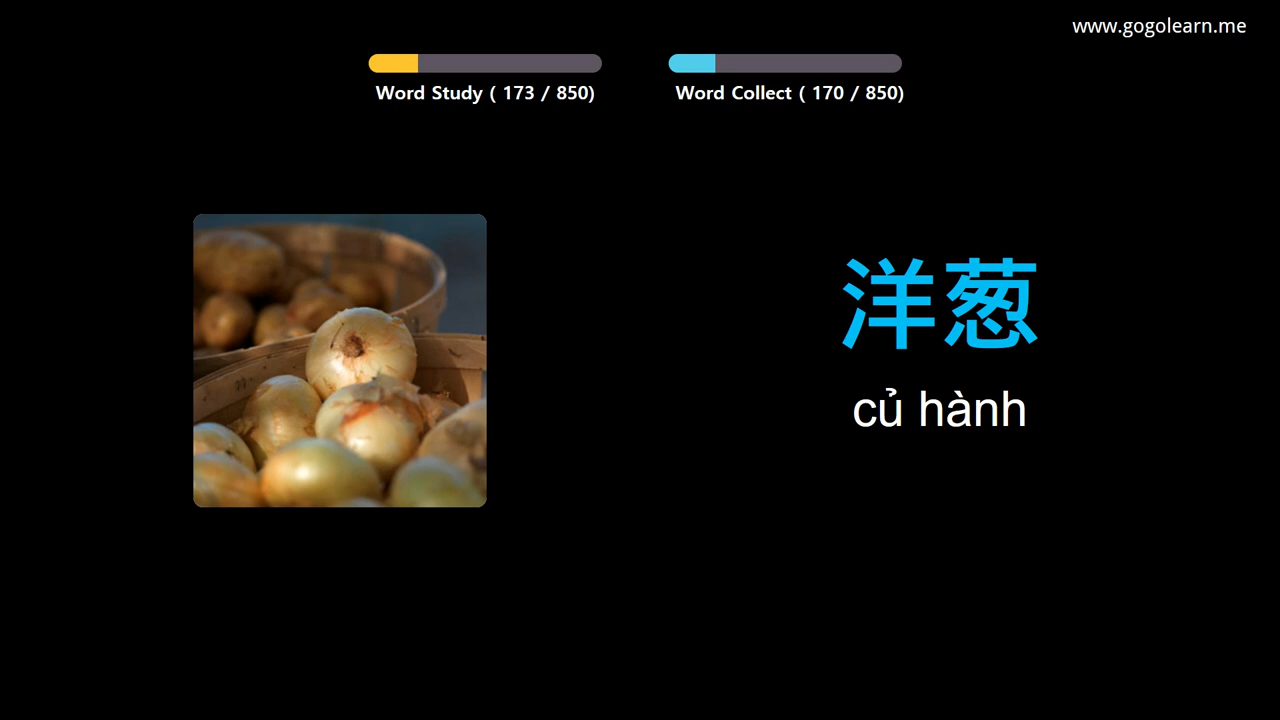 www.gogolearn.me
Word Study ( 173 / 850)
Word Collect ( 170 / 850)
洋葱
củ hành